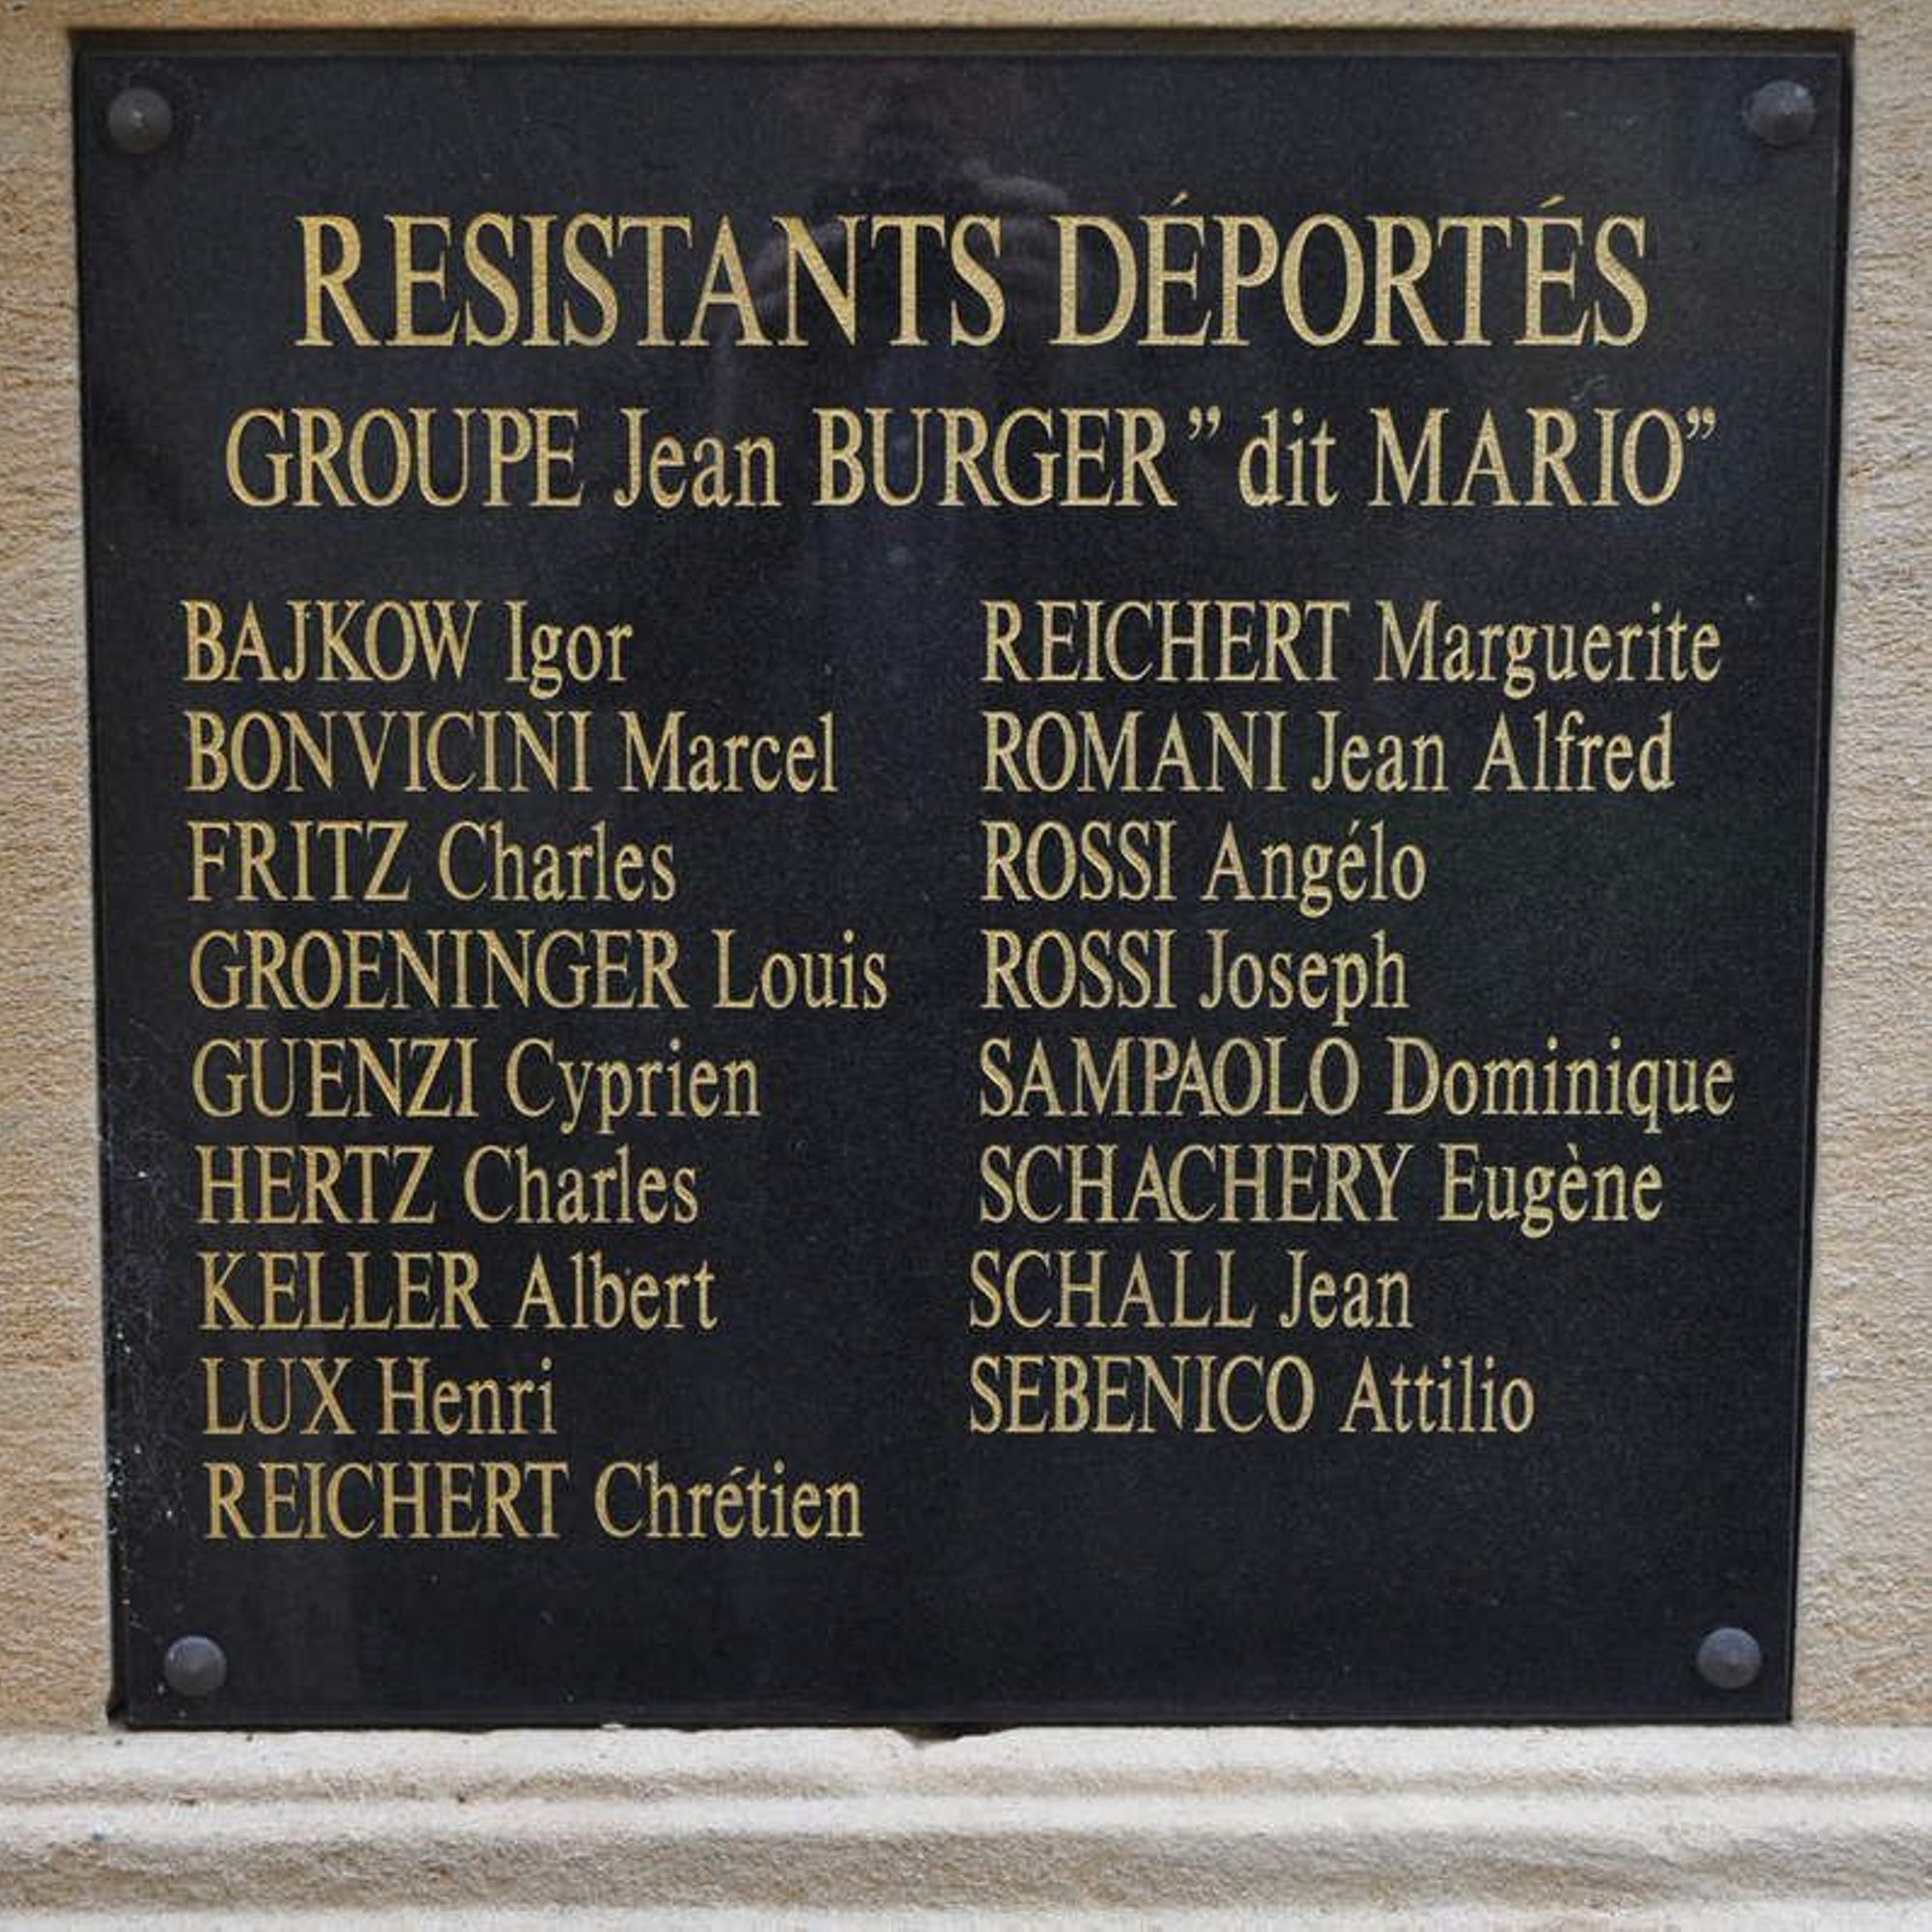 RESISTANTS DÉPORTÉS
GROUPE Jean BURGER” dit MARIO”
BAJKOW Igor
BONVICINI Marcel
FRITZ Charles
GROENINGER Louis
GUENZI Cyprien
HERTZ Charles
KELLER Albert
LUX Henri
REICHERT Chrétien
REICHERT Marguerite
ROMANI Jean Alfred
ROSSI Angélo
ROSSI Joseph
SAMPAOLO Dominique
SCHACHERY Eugène
SCHALL Jean
SEBENICO Attilio